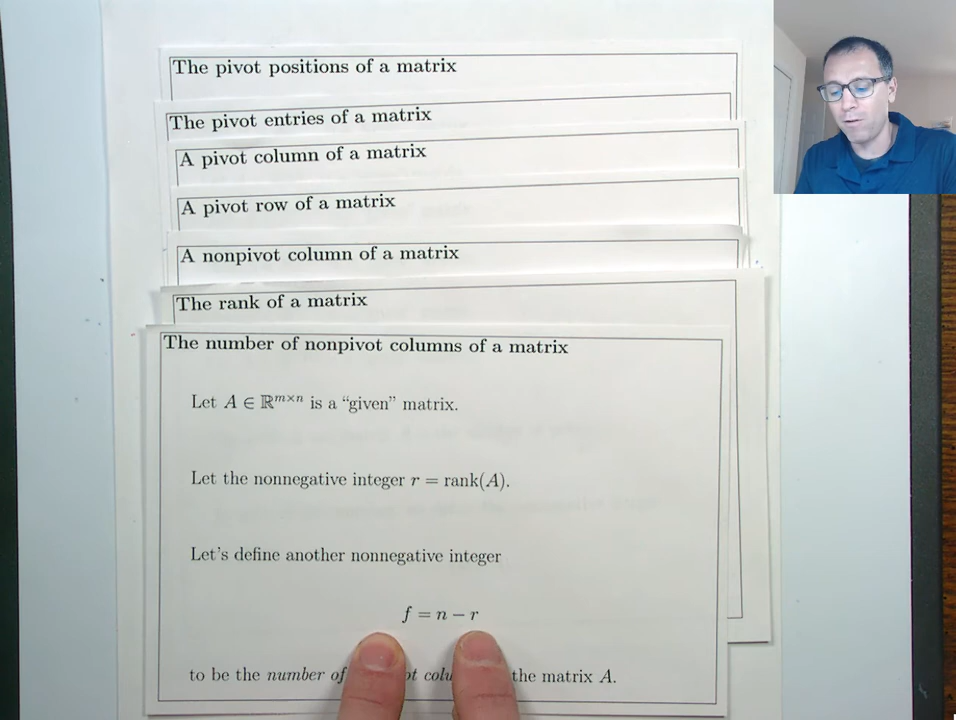 The pivot positions of a matrix
The pivot entries of a matrix
A pivot column of a matrix
A pivot row of a matrix
A nonpivot column of a matrix
The rank of a matrix
The number of nonpivot columns of a matrix
Let A ∈ ℝᵐˣⁿ is a “given” matrix.
Let the nonnegative integer r = rank(A).
Let's define another nonnegative integer
f = n − r
to be the number of the matrix A.